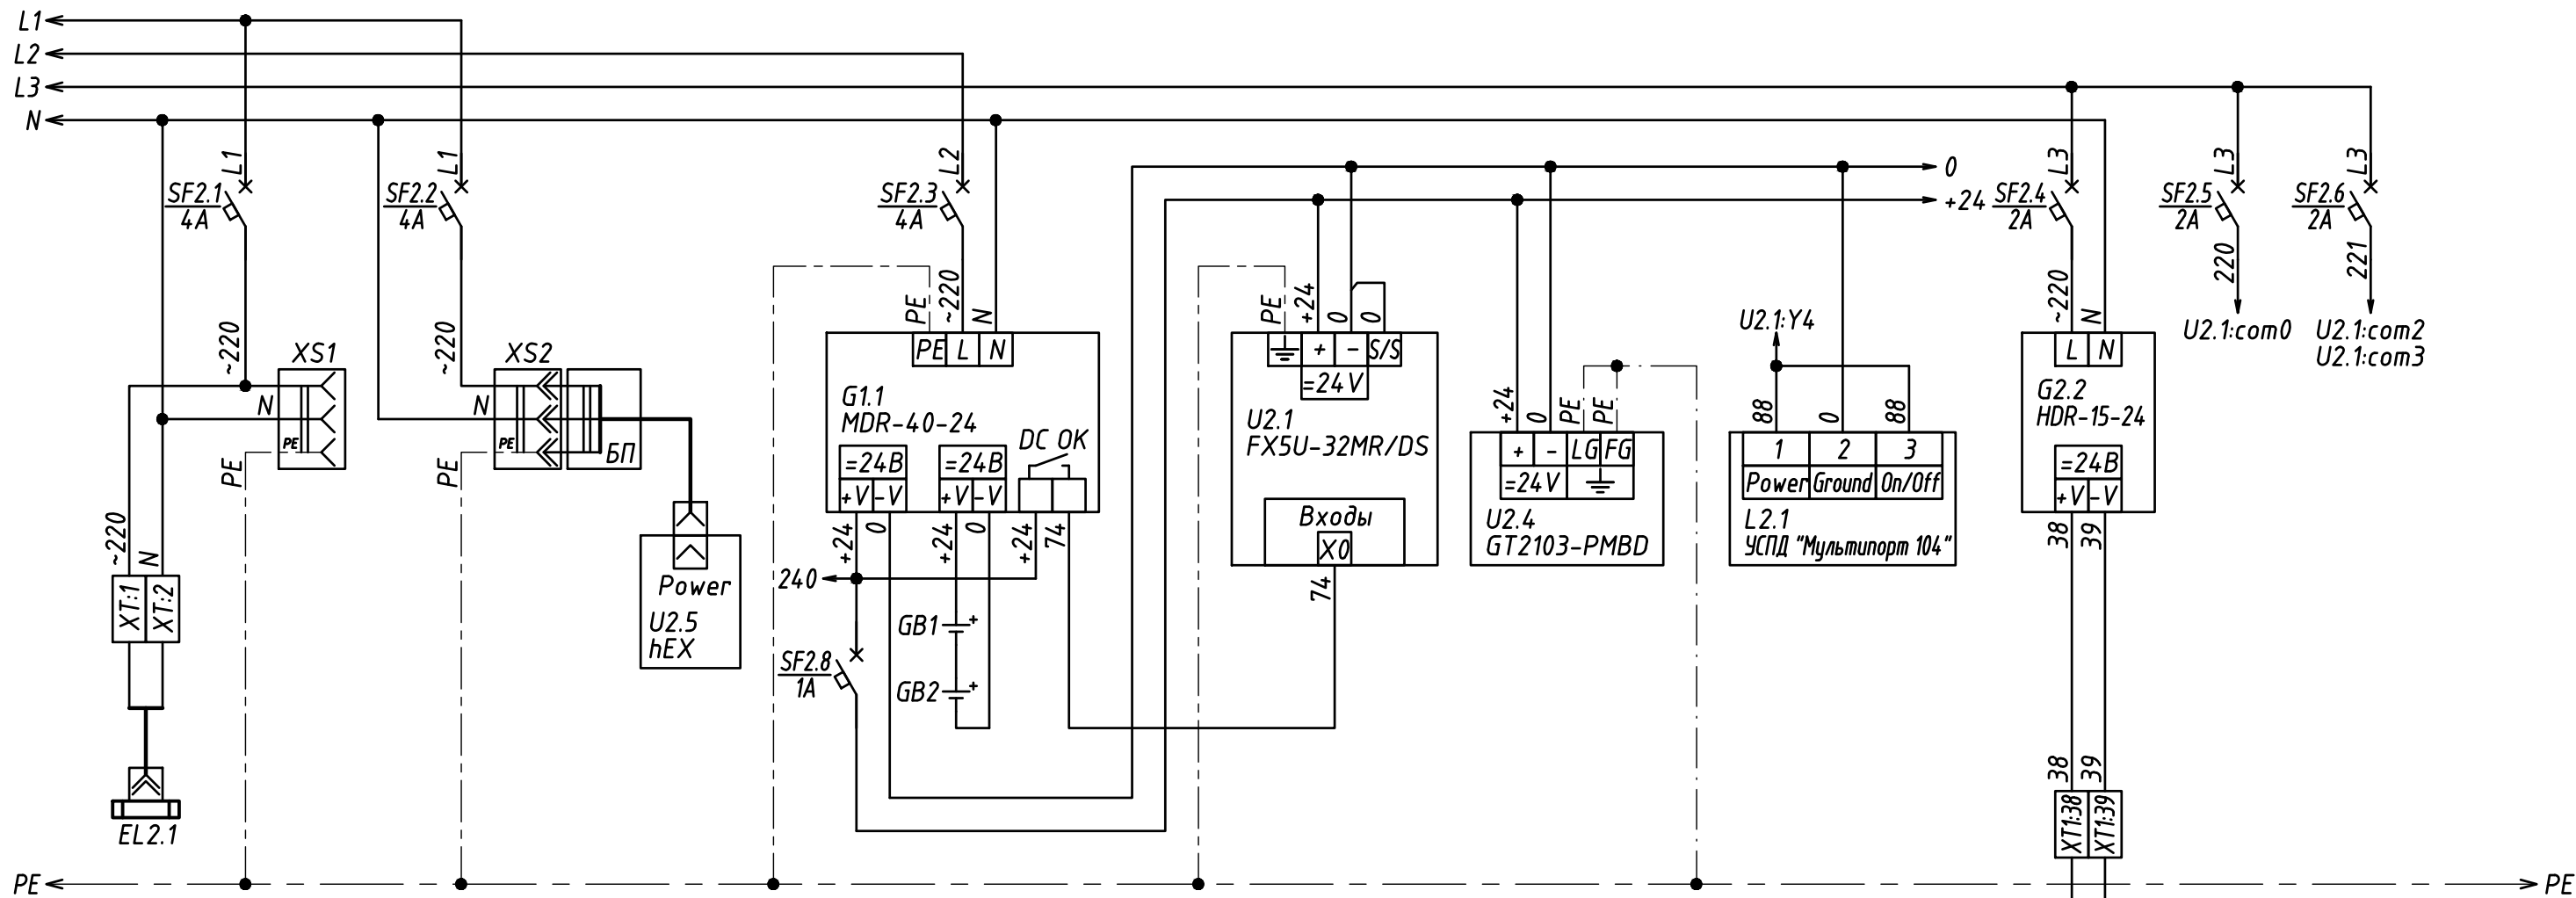 L1
L2
L3
N
L1
L1
L2
L3
L3
L3
0
+24
SF2.1
4A
SF2.2
4A
SF2.3
4A
SF2.4
2A
SF2.5
2A
SF2.6
2A
~220
~220
PE
~220
N
PE
+24
0
0
~220
N
220
221
U2.1:com0
U2.1:com2
U2.1:com3
XS1
N
PE
PE
XS2
N
PE
PE
БП
PE L N
G1.1
MDR-40-24
DC OK
=24В
+V -V
=24В
+V -V
+24
0
+24
0
+24
74
240
GB1
+
GB2
+
SF2.8
1A
+ - S/S
=24V
U2.1
FX5U-32MR/DS
Входы
X0
74
+24
0
PE
PE
+ - LG FG
=24V
U2.4
GT2103-PMBD
U2.1:Y4
88
0
88
1 2 3
Power Ground On/Off
L2.1
УСПД "Мультипорт 104"
L N
G2.2
HDR-15-24
=24В
+V -V
38
39
38
39
XT1:38
XT1:39
~220
N
XT:1
XT:2
EL2.1
Power
U2.5
hEX
PE
PE